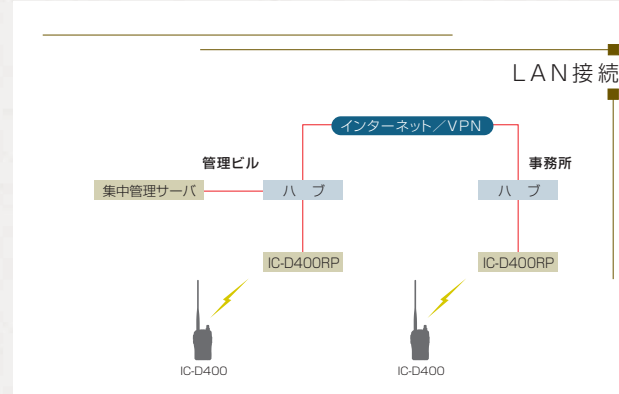 LAN接続
インターネット／VPN
管理ビル
事務所
集中管理サーバ
ハブ
ハブ
IC-D400RP
IC-D400RP
IC-D400
IC-D400